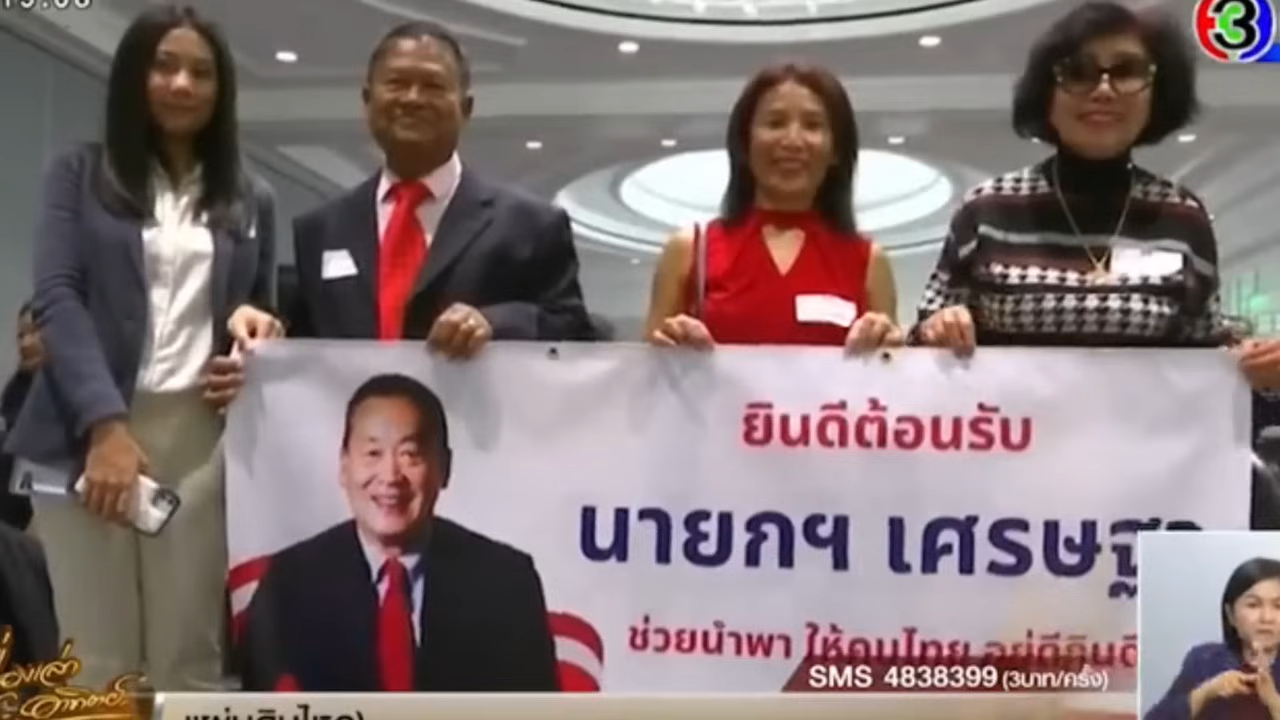 3
ยินดีต้อนรับ
นายกฯ เศรษฐา
ช่วยนำพา ให้คนไทย อยู่ดีกินดี
SMS 4838399 (3บาท/ครั้ง)